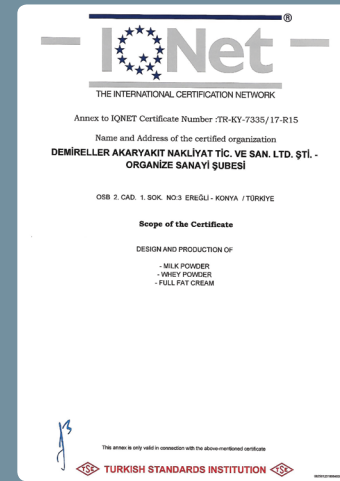 IQNet ®
THE INTERNATIONAL CERTIFICATION NETWORK
Annex to IQNET Certificate Number :TR-KY-7335/17-R15
Name and Address of the certified organization
DEMİRELLER AKARYAKIT NAKLİYAT TİC. VE SAN. LTD. ŞTİ. -
ORGANİZE SANAYİ ŞUBESİ
OSB 2. CAD. 1. SOK. NO:3 EREĞLİ - KONYA / TÜRKİYE
Scope of the Certificate
DESIGN AND PRODUCTION OF
- MILK POWDER
- WHEY POWDER
- FULL FAT CREAM
This annex is only valid in connection with the above-mentioned certificate
TSE TURKISH STANDARDS INSTITUTION TSE